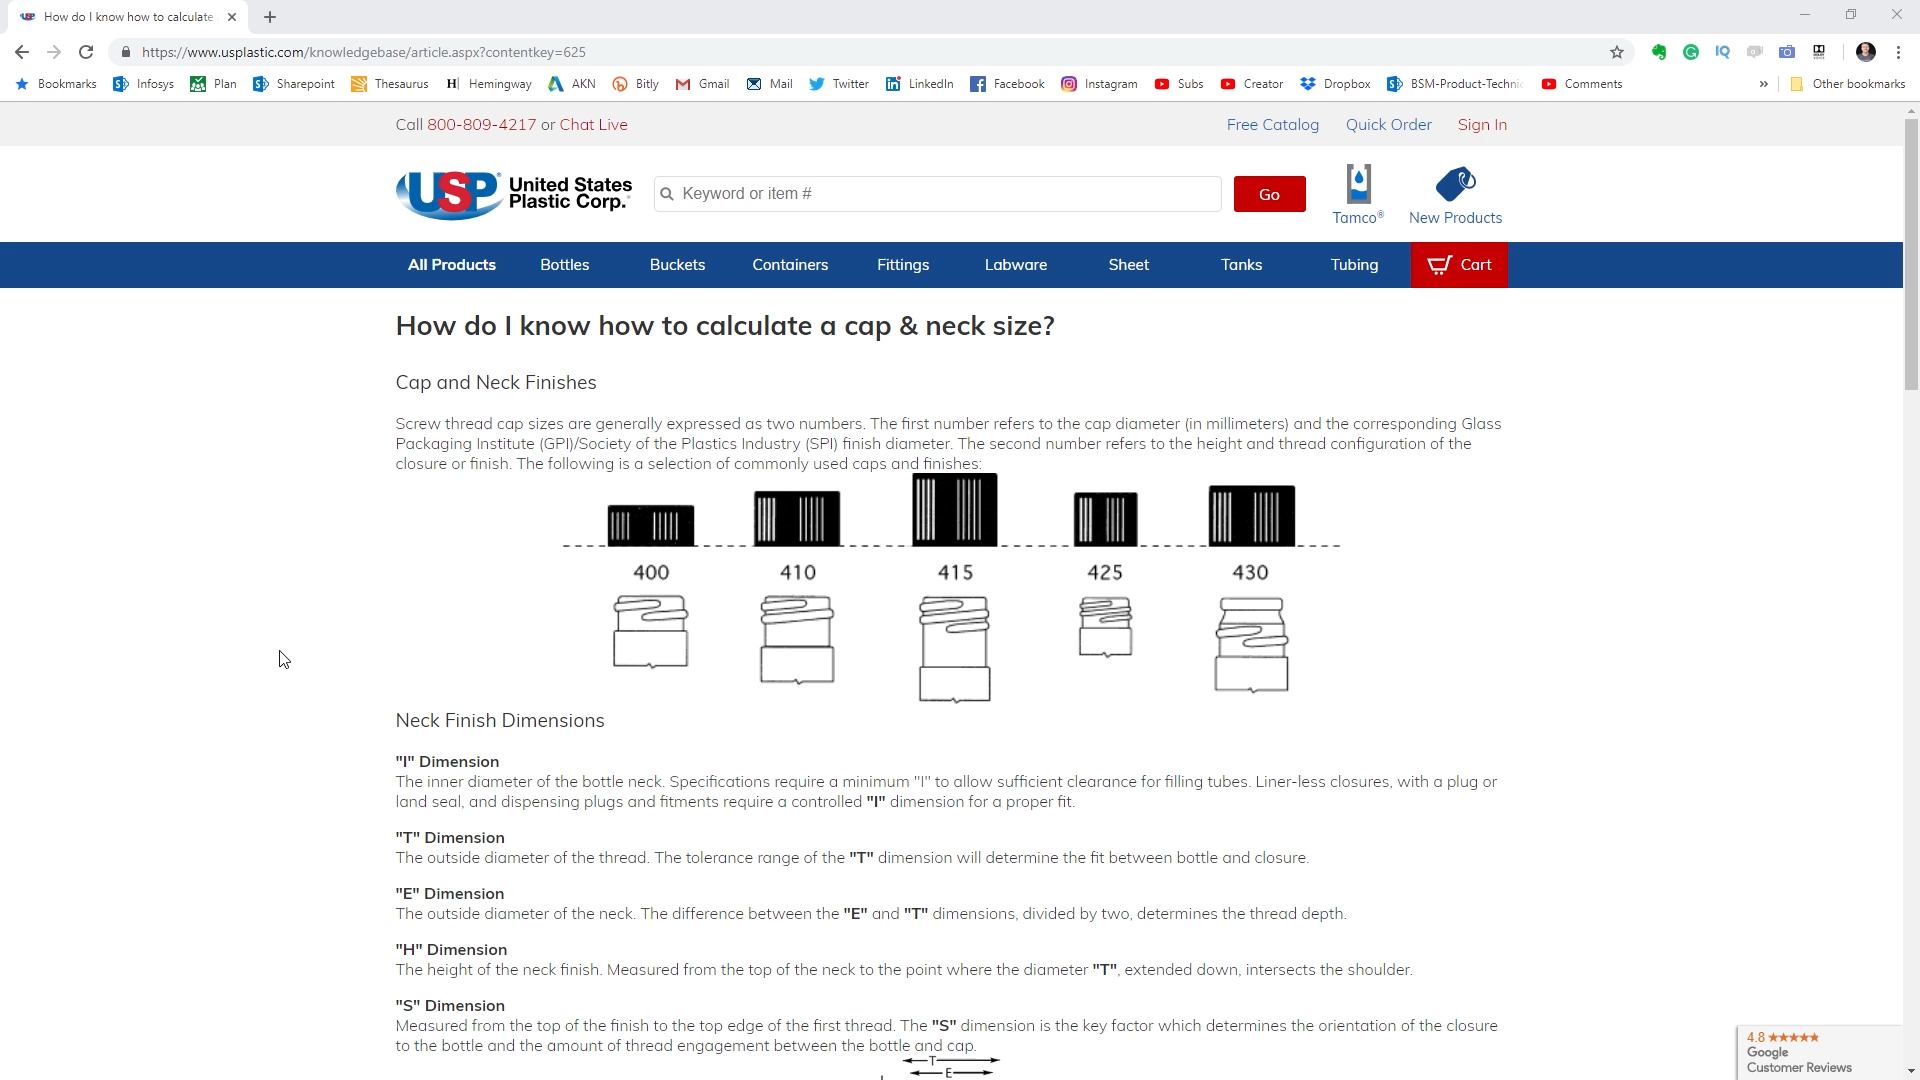 How do I know how to calculate
https://www.usplastic.com/knowledgebase/article.aspx?contentkey=625
Bookmarks Infosys Plan Sharepoint Thesaurus Hemingway AKN Bitly Gmail Mail Twitter LinkedIn Facebook Instagram Subs Creator Dropbox BSM-Product-Technic Comments » Other bookmarks
Call 800-809-4217 or Chat Live Free Catalog Quick Order Sign In
USP United States
Plastic Corp.
Keyword or item # Go
Tamco® New Products
All Products Bottles Buckets Containers Fittings Labware Sheet Tanks Tubing Cart
How do I know how to calculate a cap & neck size?
Cap and Neck Finishes
Screw thread cap sizes are generally expressed as two numbers. The first number refers to the cap diameter (in millimeters) and the corresponding Glass
Packaging Institute (GPI)/Society of the Plastics Industry (SPI) finish diameter. The second number refers to the height and thread configuration of the
closure or finish. The following is a selection of commonly used caps and finishes:
400 410 415 425 430
Neck Finish Dimensions
"I" Dimension
The inner diameter of the bottle neck. Specifications require a minimum "I" to allow sufficient clearance for filling tubes. Liner-less closures, with a plug or
land seal, and dispensing plugs and fitments require a controlled "I" dimension for a proper fit.
"T" Dimension
The outside diameter of the thread. The tolerance range of the "T" dimension will determine the fit between bottle and closure.
"E" Dimension
The outside diameter of the neck. The difference between the "E" and "T" dimensions, divided by two, determines the thread depth.
"H" Dimension
The height of the neck finish. Measured from the top of the neck to the point where the diameter "T", extended down, intersects the shoulder.
"S" Dimension
Measured from the top of the finish to the top edge of the first thread. The "S" dimension is the key factor which determines the orientation of the closure
to the bottle and the amount of thread engagement between the bottle and cap.
T
E
4.8 ★★★★★
Google
Customer Reviews